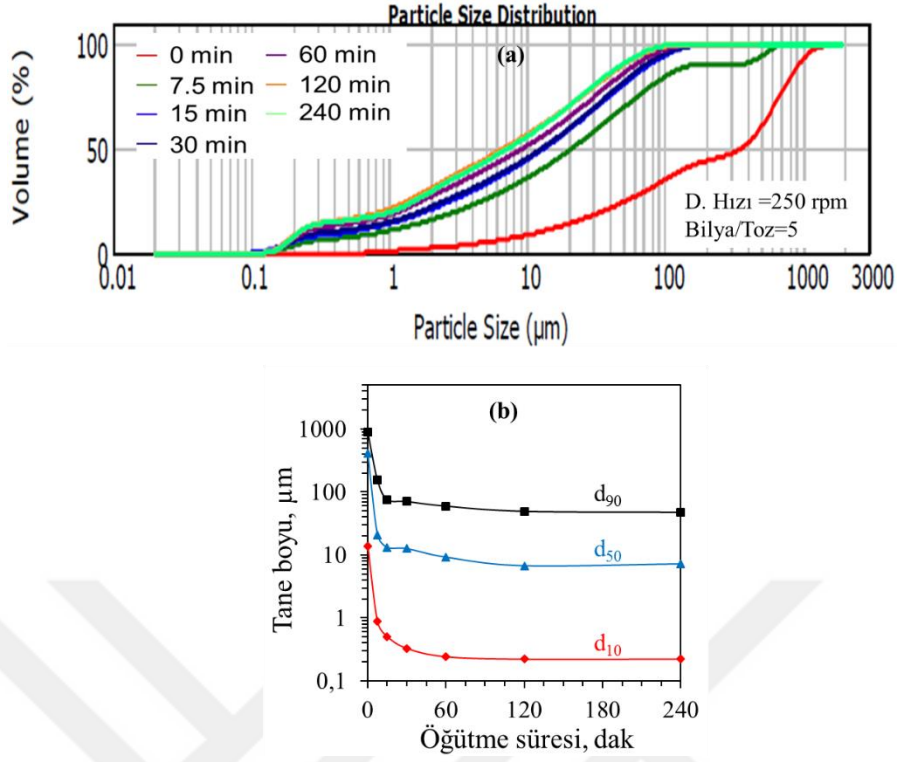 Particle Size Distribution
(a)
0 min
7.5 min
15 min
30 min
60 min
120 min
240 min
Volume (%)
100
50
0
D. Hızı =250 rpm
Bilya/Toz=5
0.01 0.1 1 10 100 1000 3000
Particle Size (µm)
(b)
Tane boyu, µm
1000
100
10
1
0,1
d90
d50
d10
0 60 120 180 240
Öğütme süresi, dak